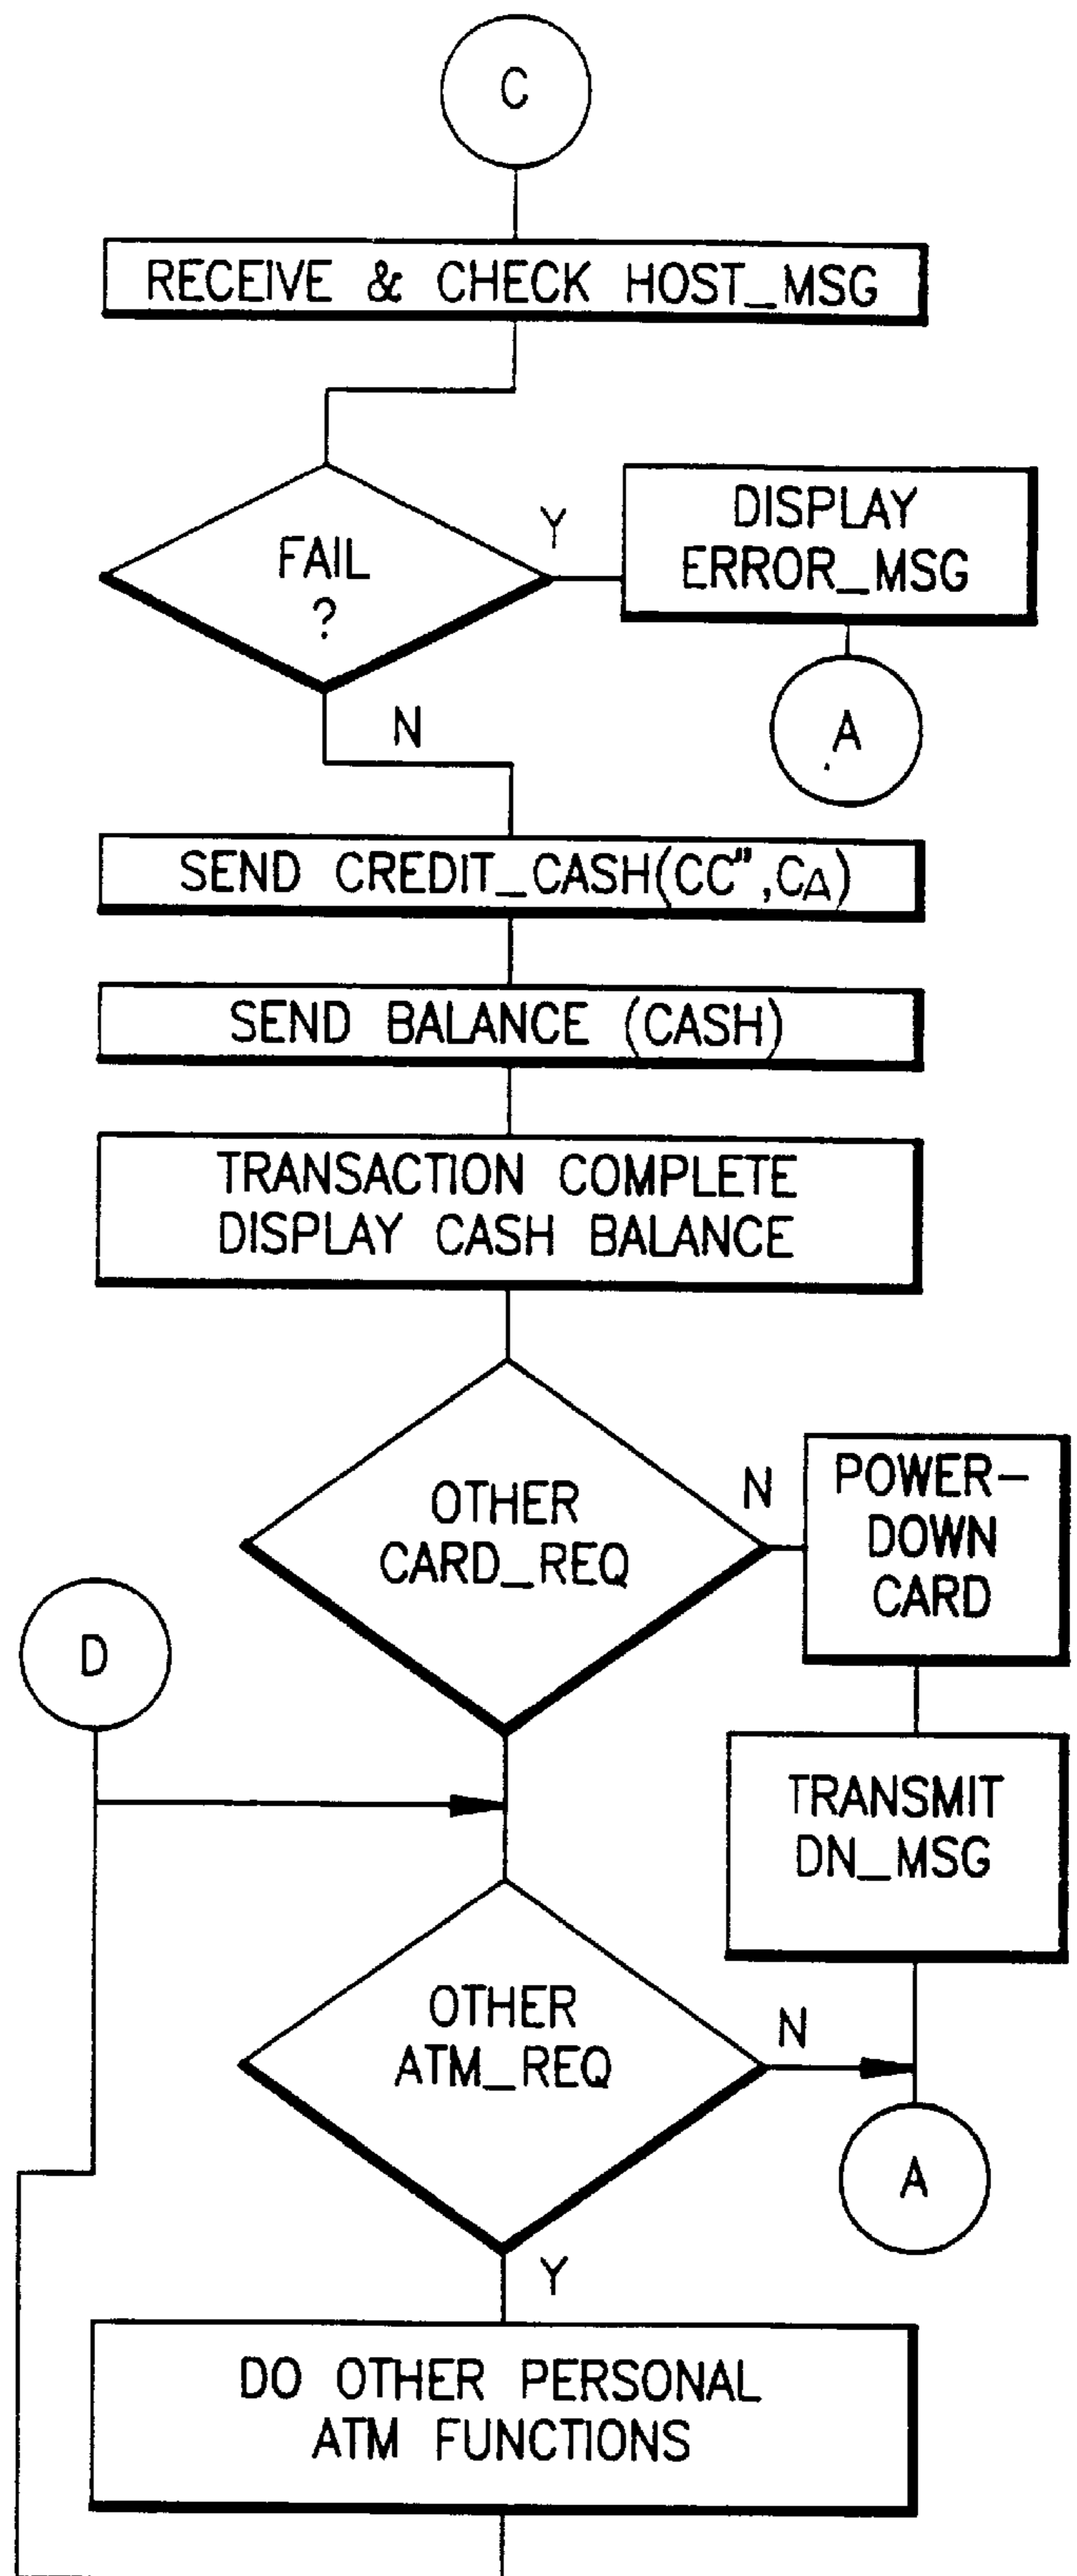 C
RECEIVE & CHECK HOST_MSG
FAIL
?
Y
DISPLAY
ERROR_MSG
A
N
SEND CREDIT_CASH(CC",CA)
SEND BALANCE (CASH)
TRANSACTION COMPLETE
DISPLAY CASH BALANCE
OTHER
CARD_REQ
N
POWER-
DOWN
CARD
D
TRANSMIT
DN_MSG
OTHER
ATM_REQ
N
A
Y
DO OTHER PERSONAL
ATM FUNCTIONS